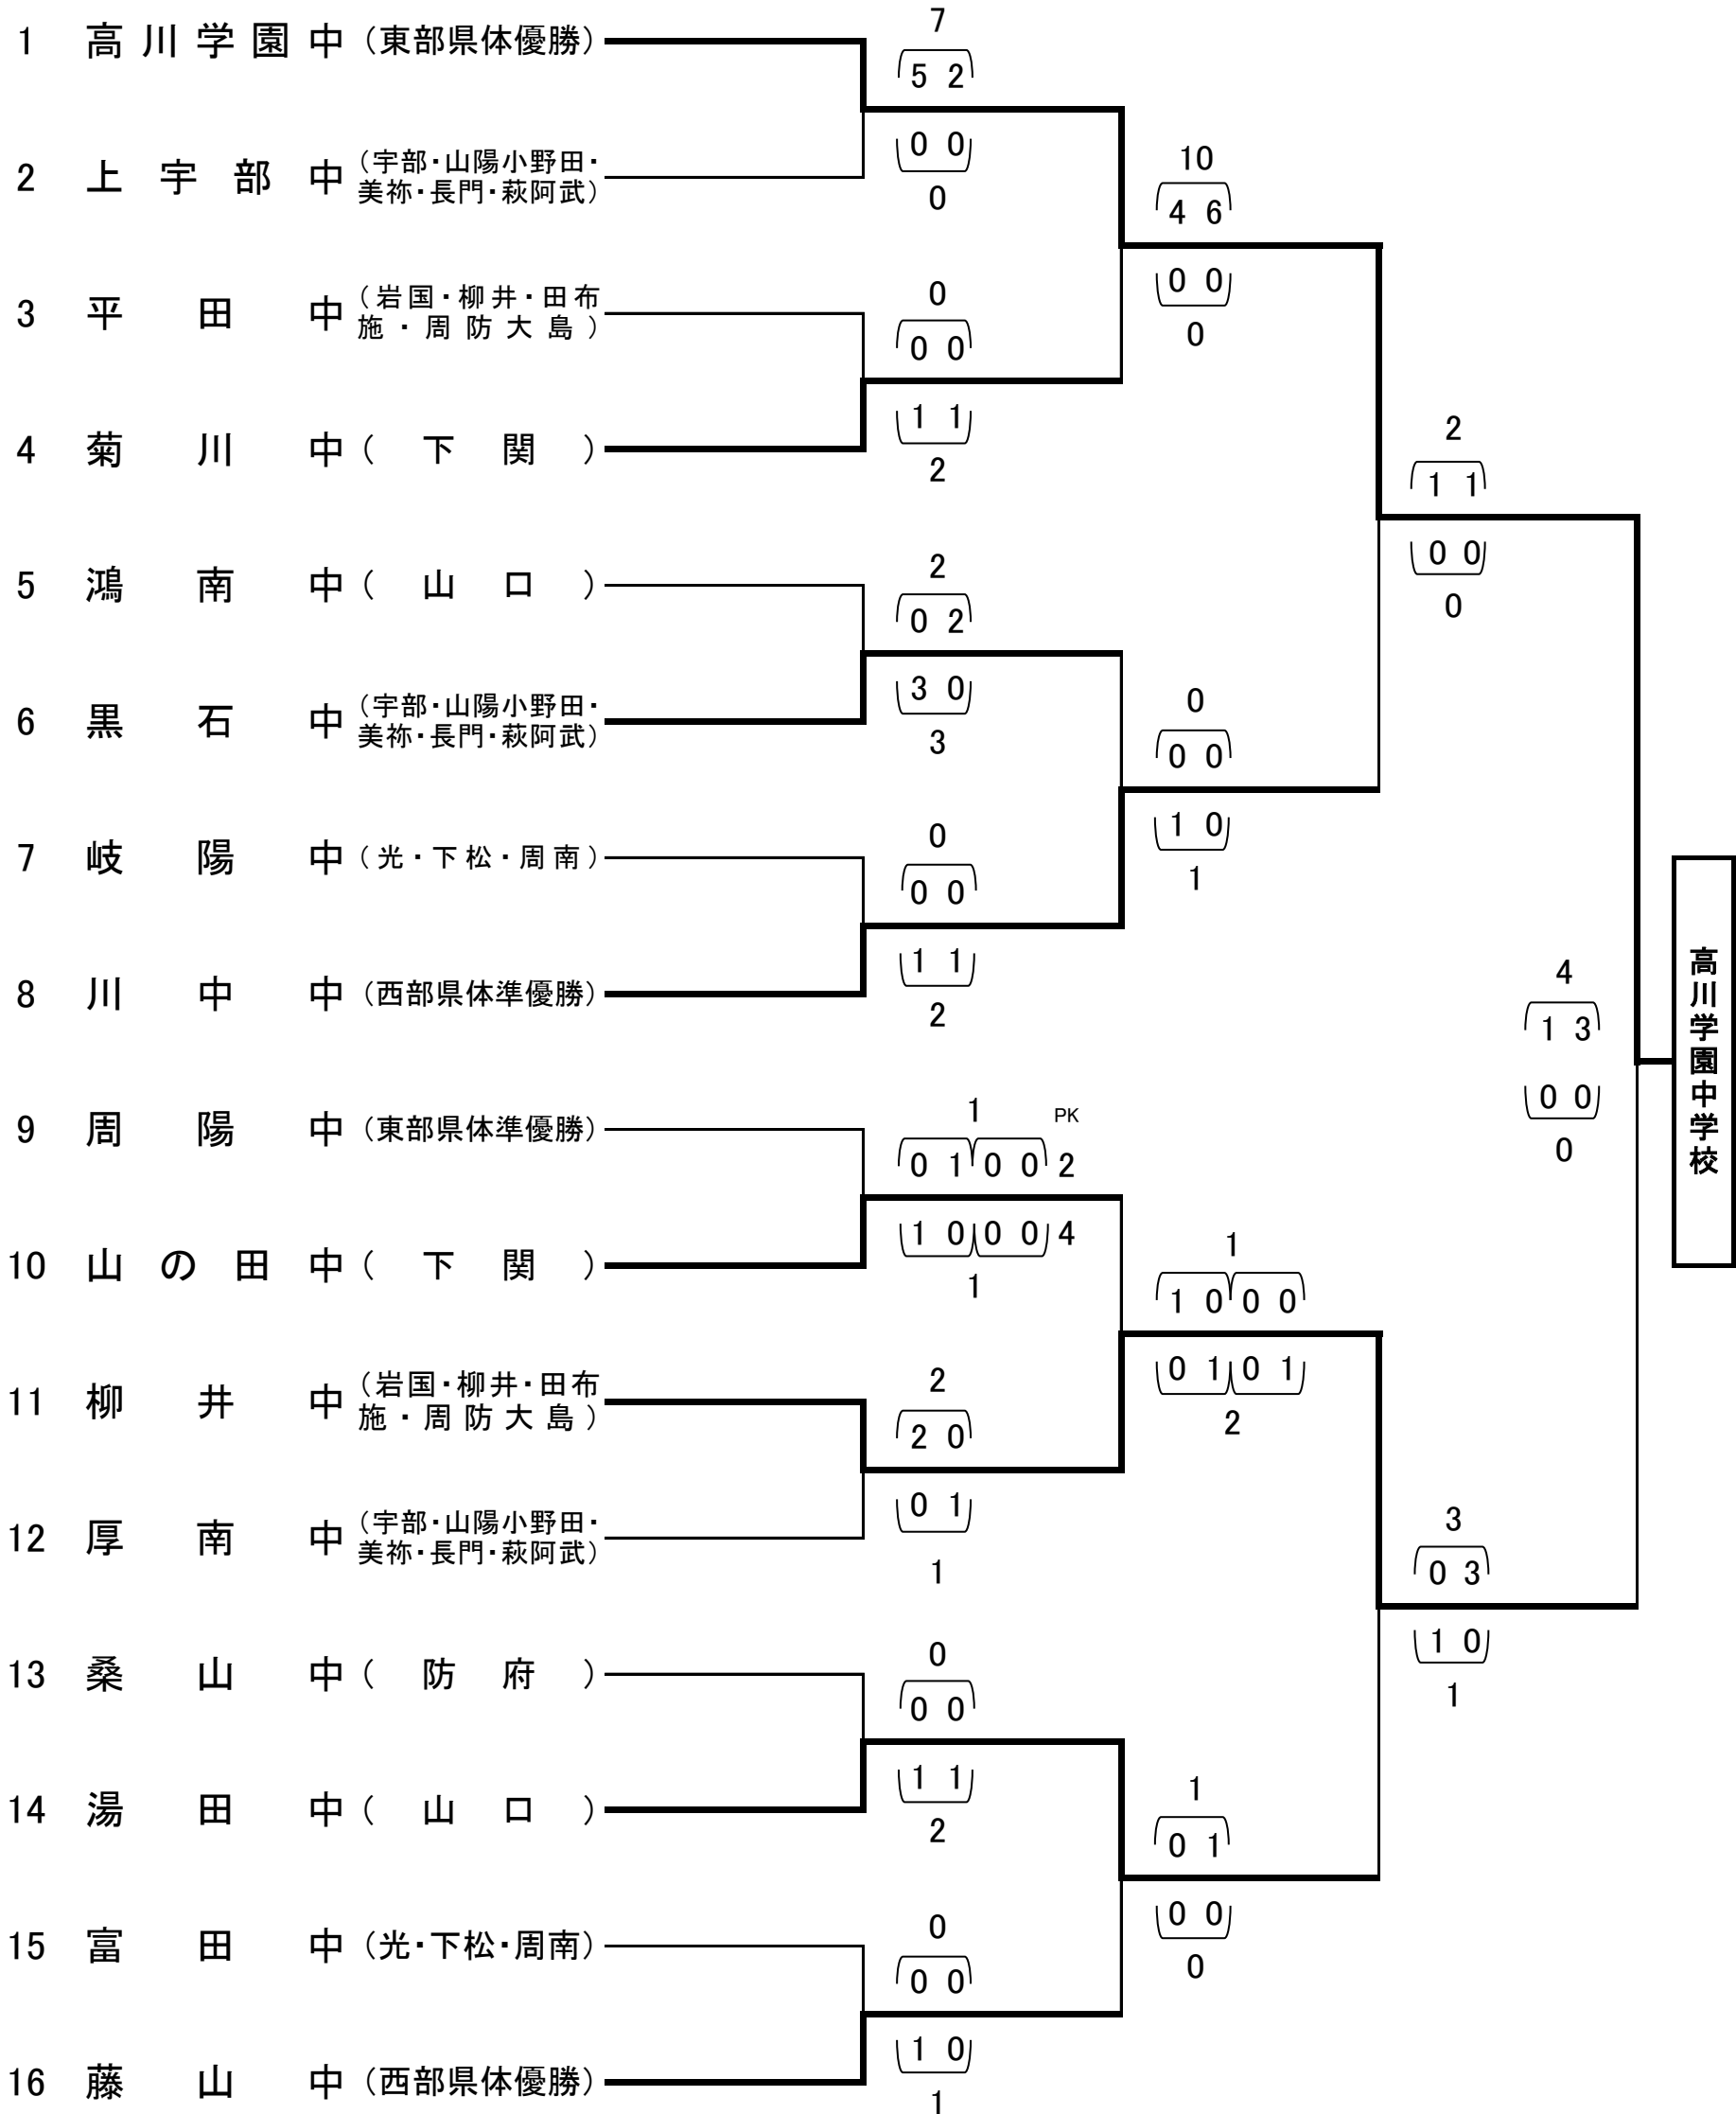 1 高川学園中（東部県体優勝）
7
5 2
0 0
0
2 上宇部中（宇部・山陽小野田・
美祢・長門・萩阿武）
10
4 6
0 0
0
3 平田中（岩国・柳井・田布
施・周防大島）
0
0 0
1 1
2
4 菊川中（下関）
2
1 1
0 0
0
5 鴻南中（山口）
2
0 2
3 0
3
6 黒石中（宇部・山陽小野田・
美祢・長門・萩阿武）
0
0 0
1 0
1
7 岐陽中（光・下松・周南）
0
0 0
1 1
2
8 川中中（西部県体準優勝）
4
1 3
0 0
0
高川学園中学校
9 周陽中（東部県体準優勝）
1 PK
0 1 0 0 2
1 0 0 0 4
1
10 山の田中（下関）
1
1 0 0 0
0 1 0 1
2
11 柳井中（岩国・柳井・田布
施・周防大島）
2
2 0
0 1
1
12 厚南中（宇部・山陽小野田・
美祢・長門・萩阿武）
3
0 3
1 0
1
13 桑山中（防府）
0
0 0
1 1
2
14 湯田中（山口）
1
0 1
0 0
0
15 富田中（光・下松・周南）
0
0 0
1 0
1
16 藤山中（西部県体優勝）